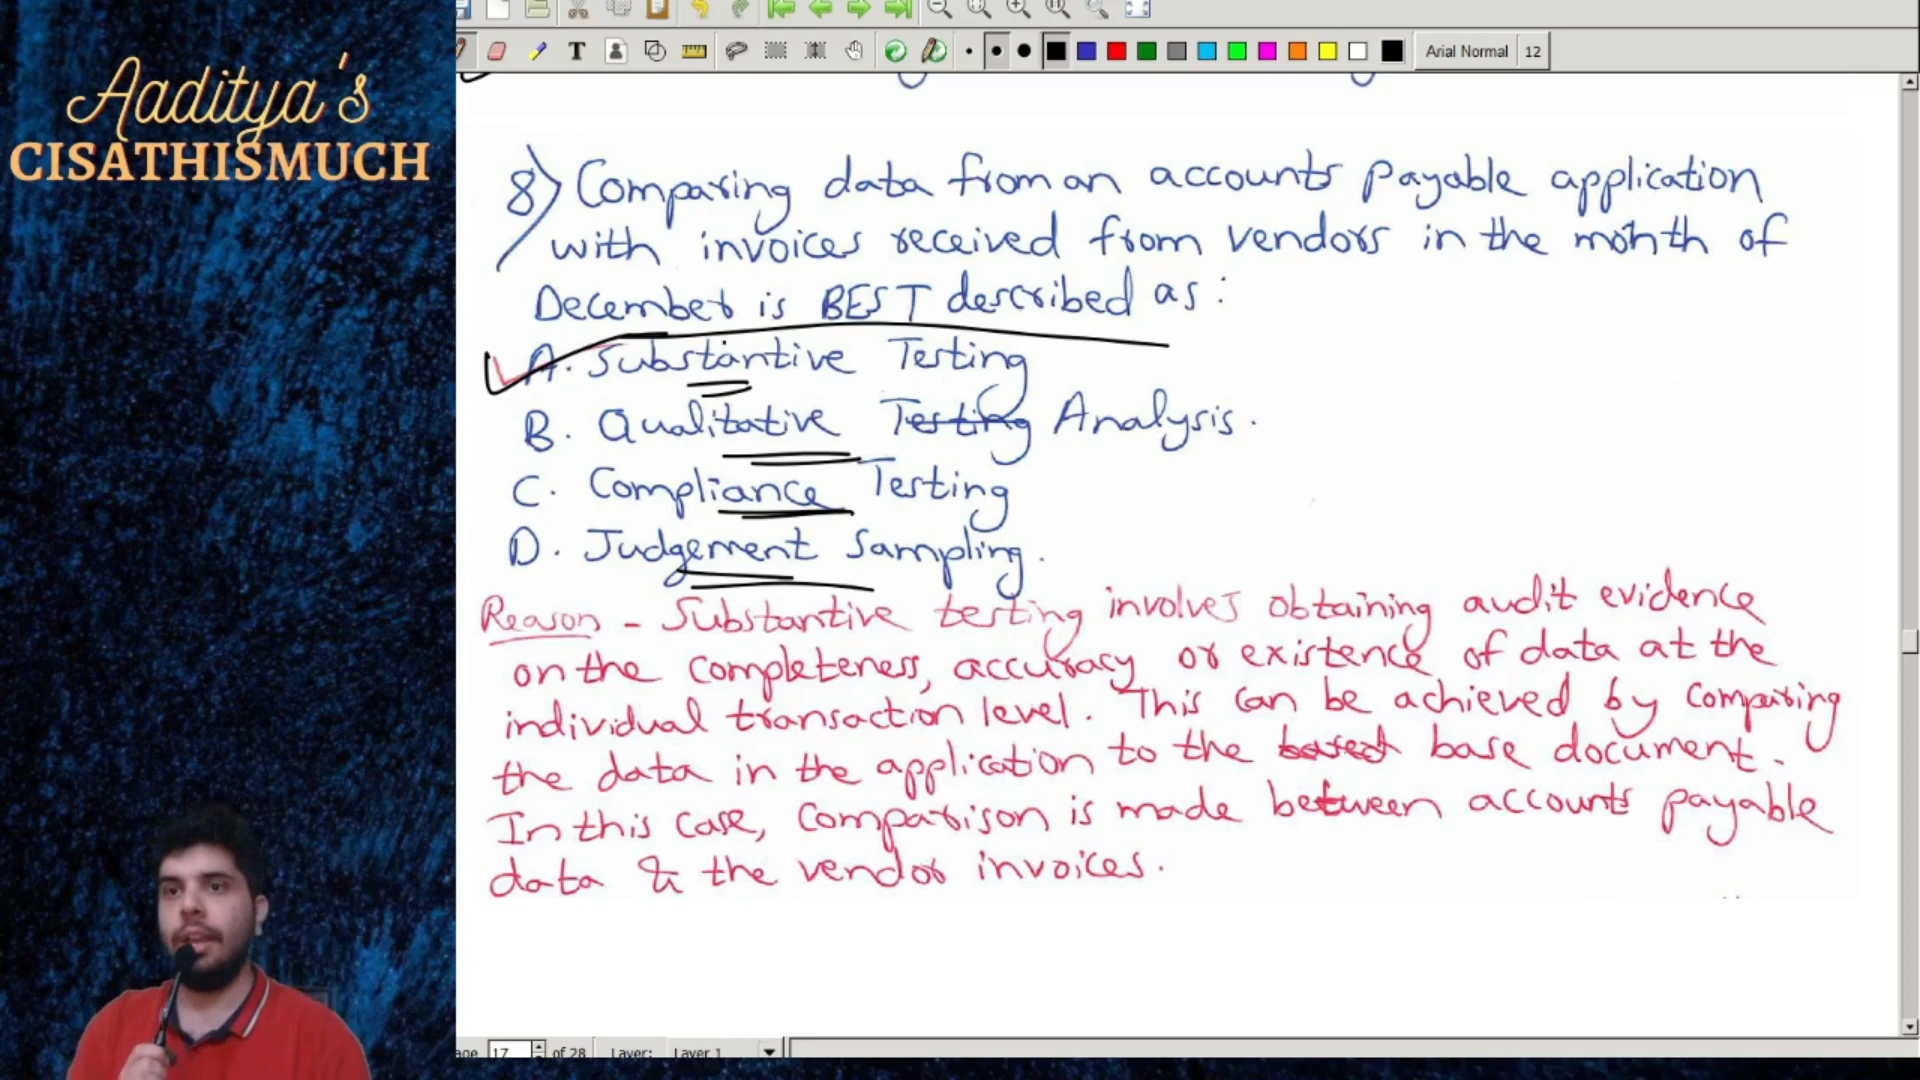 Aaditya's
CISATHISMUCH
Arial Normal 12
8) Comparing data from an accounts payable application
with invoices received from vendors in the month of
December is BEST described as:
A. Substantive Testing
B. Qualitative Testing Analysis.
C. Compliance Testing
D. Judgement Sampling.
Reason - Substantive testing involves obtaining audit evidence
on the completeness, accuracy or existence of data at the
individual transaction level. This can be achieved by comparing
the data in the application to the based base document.
In this case, Comparison is made between accounts payable
data & the vendor invoices.
age 17 of 28 Layer: Layer 1